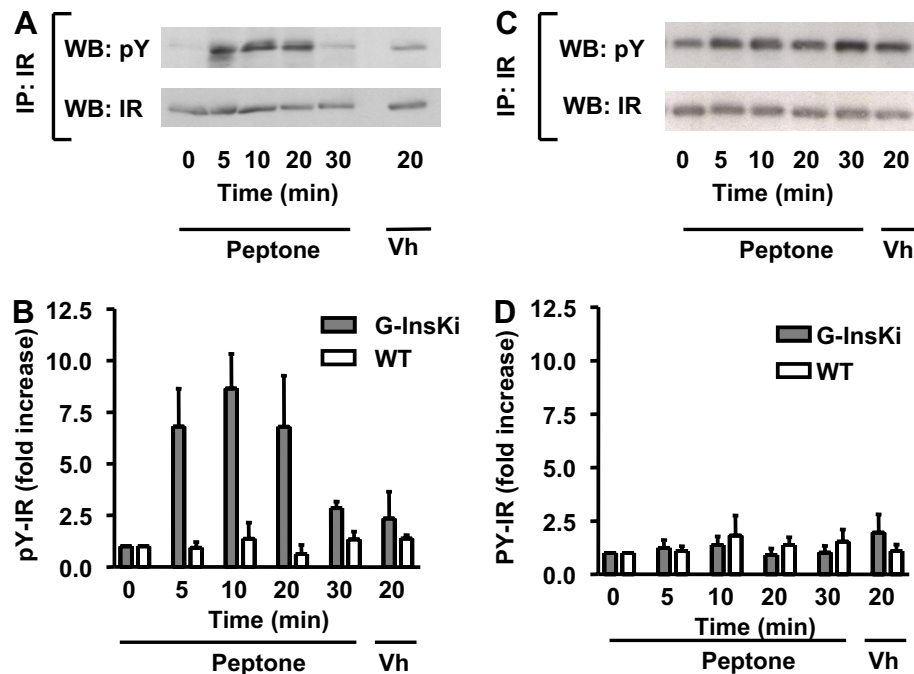 A
IP: IR
WB: pY
WB: IR
0 5 10 20 30 20
Time (min)
Peptone Vh
C
IP: IR
WB: pY
WB: IR
0 5 10 20 30 20
Time (min)
Peptone Vh
B
pY-IR (fold increase)
12.5
10.0
7.5
5.0
2.5
0.0
G-InsKi
WT
0 5 10 20 30 20
Time (min)
Peptone Vh
D
PY-IR (fold increase)
12.5
10.0
7.5
5.0
2.5
0.0
G-InsKi
WT
0 5 10 20 30 20
Time (min)
Peptone Vh